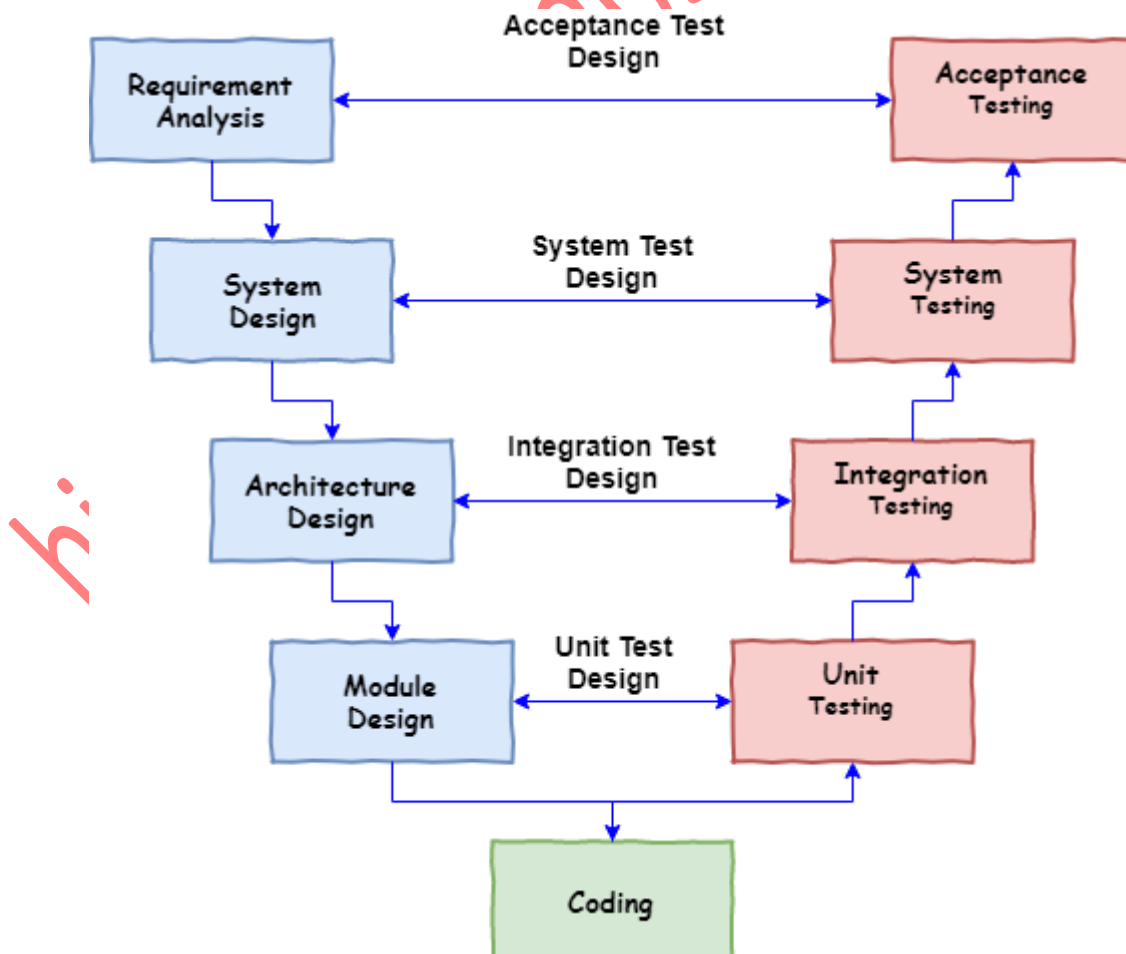 Acceptance Test
Design
Requirement
Analysis
Acceptance
Testing
System Test
Design
System
Design
System
Testing
Integration Test
Design
Architecture
Design
Integration
Testing
Unit Test
Design
Module
Design
Unit
Testing
Coding